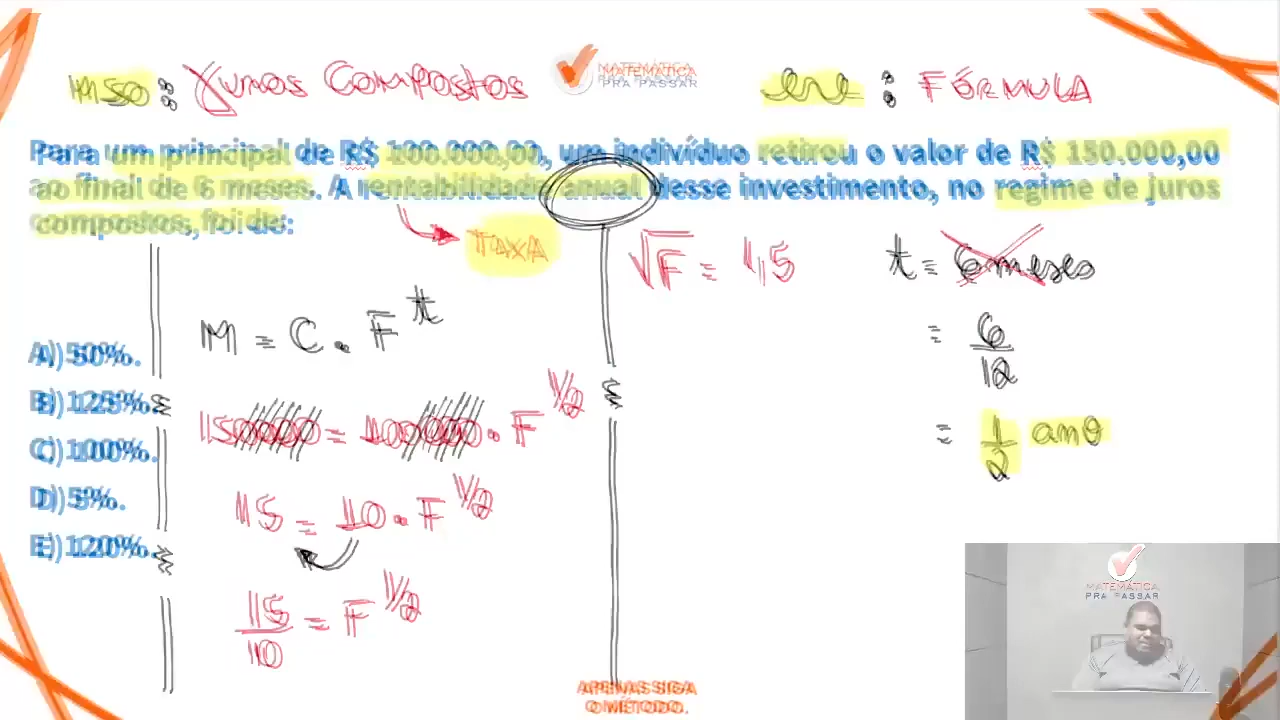 MSO: JUROS COMPOSTOS
MATEMÁTICA
PRA PASSAR
: FÓRMULA
Para um principal de R$ 100.000,00, um indivíduo retirou o valor de R$ 150.000,00
ao final de 6 meses. A rentabilidade anual desse investimento, no regime de juros
compostos, foi de:
TAXA
√F = 1,5
t = 6 meses
M = C . F^t
= 6/12
A) 50%.
B) 125%.
150000 = 100000 . F^1/2
= 1/2 ano
C) 100%.
D) 5%.
15 = 10 . F^1/2
E) 120%.
15/10 = F^1/2
MATEMÁTICA
PRA PASSAR
APENAS SIGA
O MÉTODO.